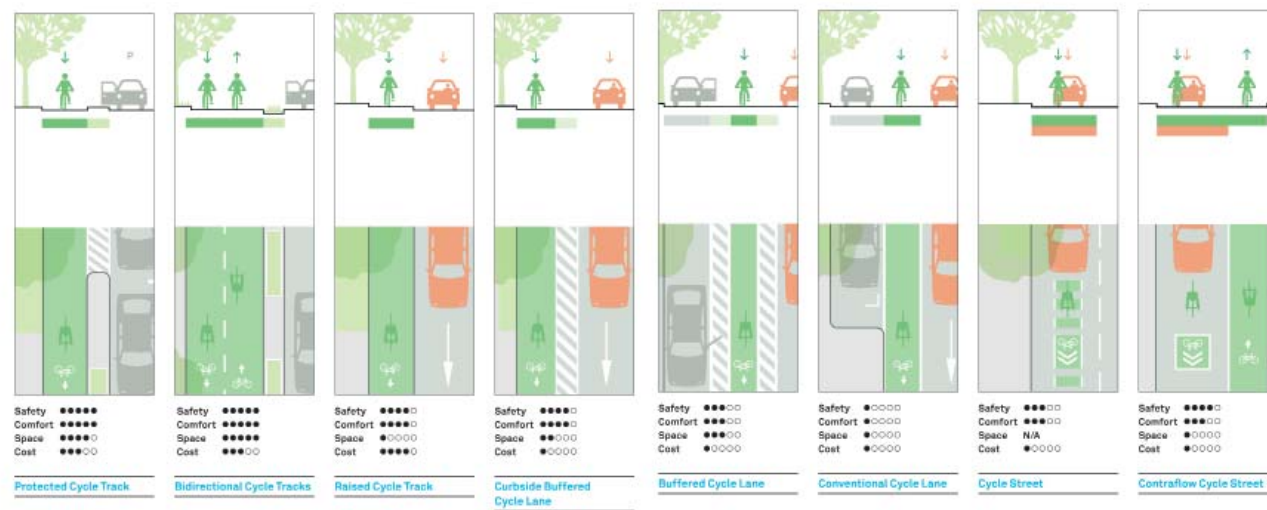 P
Safety ●●●●●
Comfort ●●●●●
Space ●●●●○
Cost ●●●○○
Protected Cycle Track
Safety ●●●●●
Comfort ●●●●●
Space ●●●●●
Cost ●●●○○
Bidirectional Cycle Tracks
Safety ●●●●○
Comfort ●●●●○
Space ●○○○○
Cost ●●●●○
Raised Cycle Track
Safety ●●●●○
Comfort ●●●●○
Space ●●○○○
Cost ●○○○○
Curbside Buffered
Cycle Lane
Safety ●●●○○
Comfort ●●●○○
Space ●●●○○
Cost ●○○○○
Buffered Cycle Lane
Safety ●○○○○
Comfort ●○○○○
Space ●○○○○
Cost ●○○○○
Conventional Cycle Lane
Safety ●●●○○
Comfort ●●●○○
Space N/A
Cost ●○○○○
Cycle Street
Safety ●●●●○
Comfort ●●●○○
Space ●○○○○
Cost ●○○○○
Contraflow Cycle Street